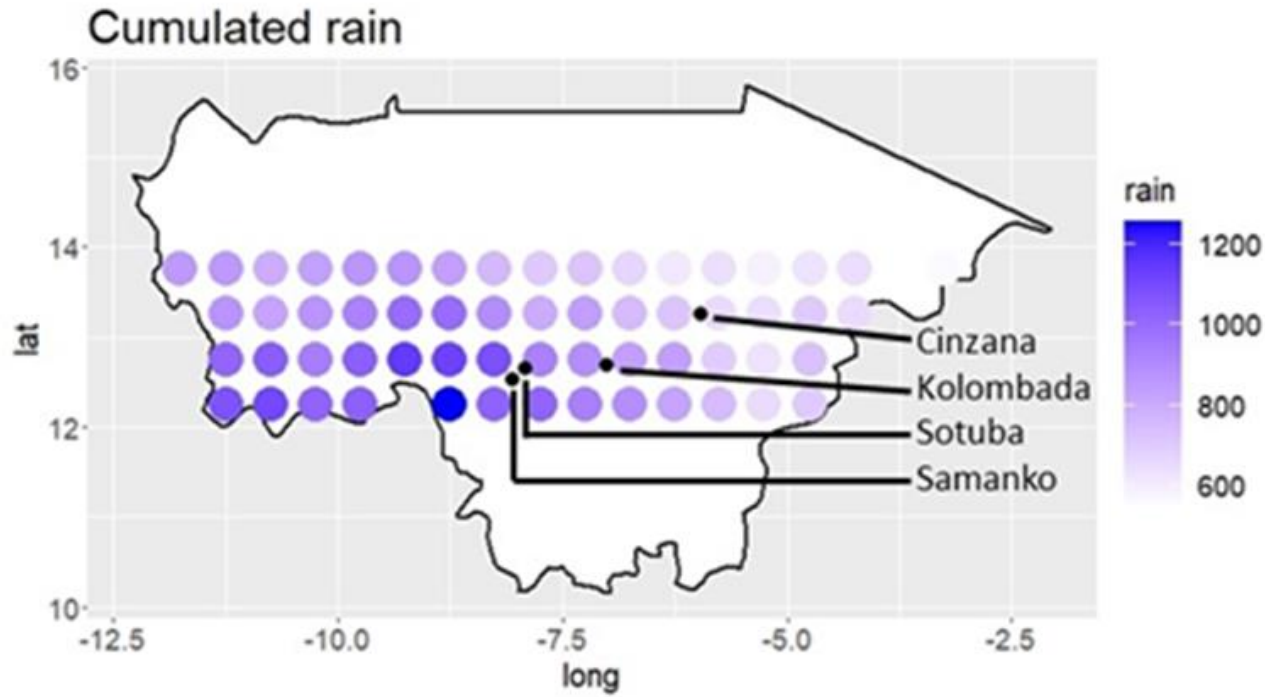 Cumulated rain
16
14
12
10
lat
-12.5 -10.0 -7.5 -5.0 -2.5
long
Cinzana
Kolombada
Sotuba
Samanko
rain
1200
1000
800
600